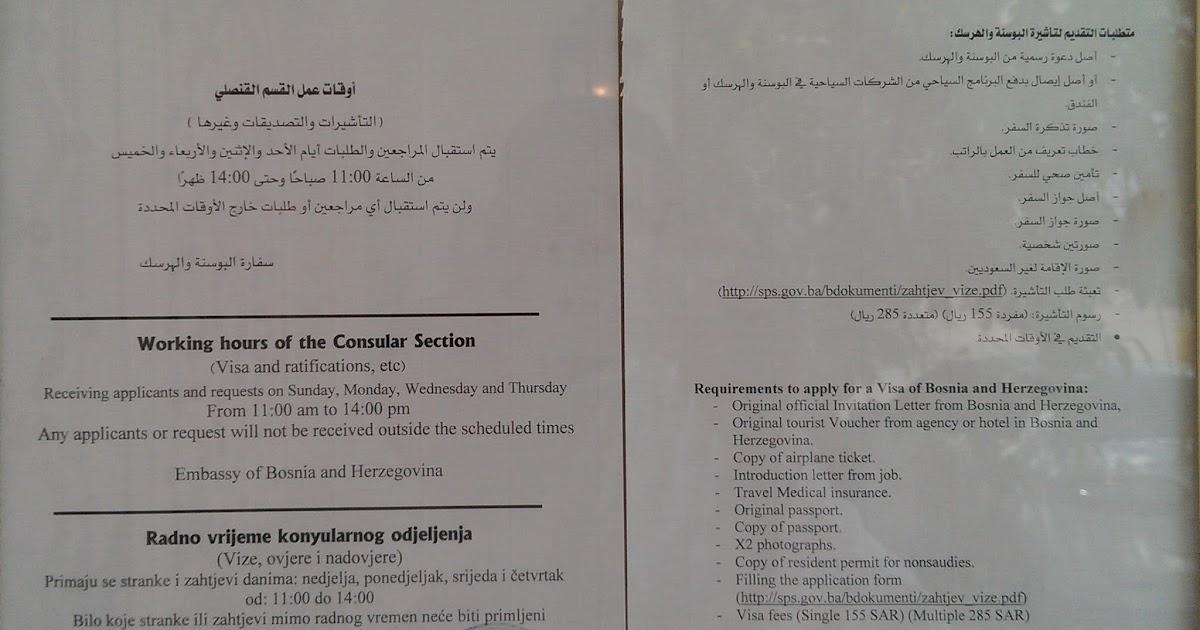 أوقات عمل القسم القنصلي
( التأشيرات والتصديقات وغيرها )
يتم استقبال المراجعين والطلبات أيام الأحد والإثنين والأربعاء والخميس
من الساعة 11:00 صباحًا وحتى 14:00 ظهرًا
ولن يتم استقبال أي مراجعين أو طلبات خارج الأوقات المحددة
سفارة البوسنة والهرسك
Working hours of the Consular Section
(Visa and ratifications, etc)
Receiving applicants and requests on Sunday, Monday, Wednesday and Thursday
From 11:00 am to 14:00 pm
Any applicants or request will not be received outside the scheduled times
Embassy of Bosnia and Herzegovina
Radno vrijeme konyularnog odjeljenja
(Vize, ovjere i nadovjere)
Primaju se stranke i zahtjevi danima: nedjelja, ponedjeljak, srijeda i četvrtak
od: 11:00 do 14:00
Bilo koje stranke ili zahtjevi mimo radnog vremen neće biti primljeni
متطلبات التقديم لتأشيرة البوسنة والهرسك:
- أصل دعوة رسمية من البوسنة والهرسك.
- أو أصل إيصال بدفع البرنامج السياحي من الشركات السياحية في البوسنة والهرسك أو
الفندق.
- صورة تذكرة السفر.
- خطاب تعريف من العمل بالراتب.
- تأمين صحي للسفر.
- أصل جواز السفر.
- صورة جواز السفر.
- صورتين شخصية.
- صورة الإقامة لغير السعوديين.
- تعبئة طلب التأشيرة. (http://sps.gov.ba/bdokumenti/zahtjev_vize.pdf)
- رسوم التأشيرة: (مفردة 155 ريال) (متعددة 285 ريال)
• التقديم في الأوقات المحددة.
Requirements to apply for a Visa of Bosnia and Herzegovina:
- Original official Invitation Letter from Bosnia and Herzegovina,
- Original tourist Voucher from agency or hotel in Bosnia and
Herzegovina.
- Copy of airplane ticket.
- Introduction letter from job.
- Travel Medical insurance.
- Original passport.
- Copy of passport.
- X2 photographs.
- Copy of resident permit for nonsaudies.
- Filling the application form
(http://sps.gov.ba/bdokumenti/zahtjev_vize.pdf)
- Visa fees (Single 155 SAR) (Multiple 285 SAR)